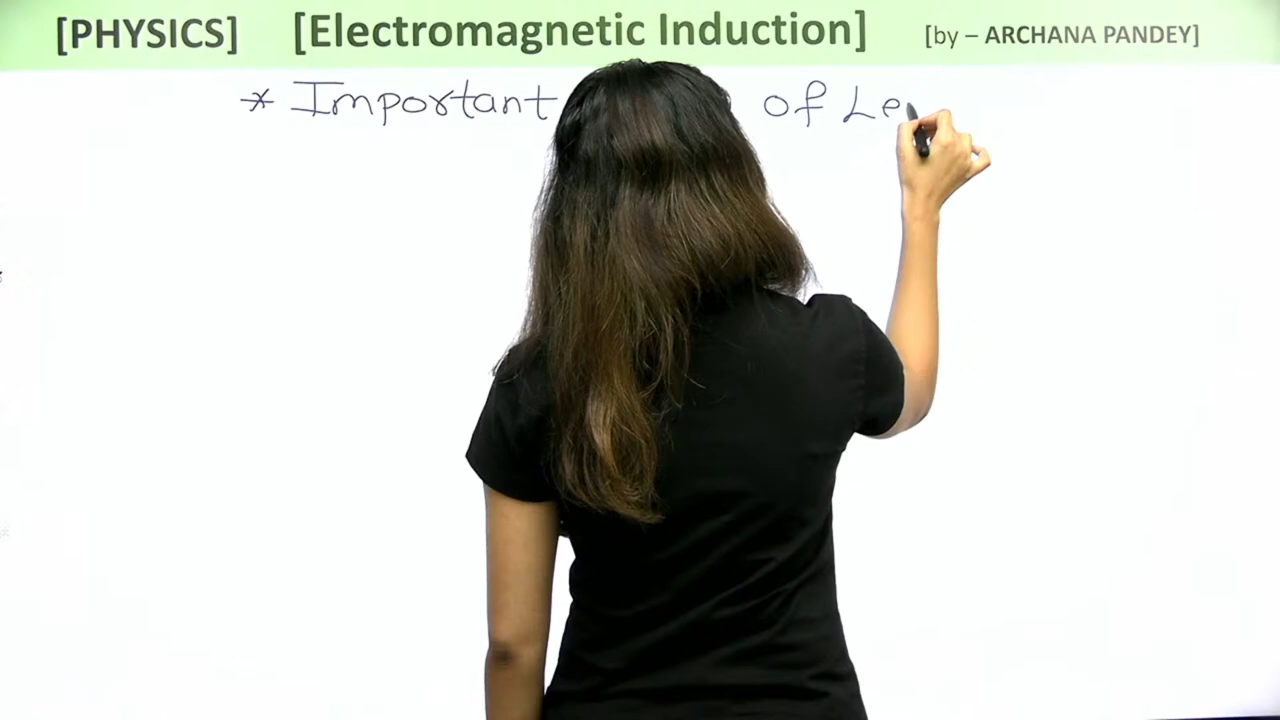 [PHYSICS] [Electromagnetic Induction] [by – ARCHANA PANDEY]
* Important of Le